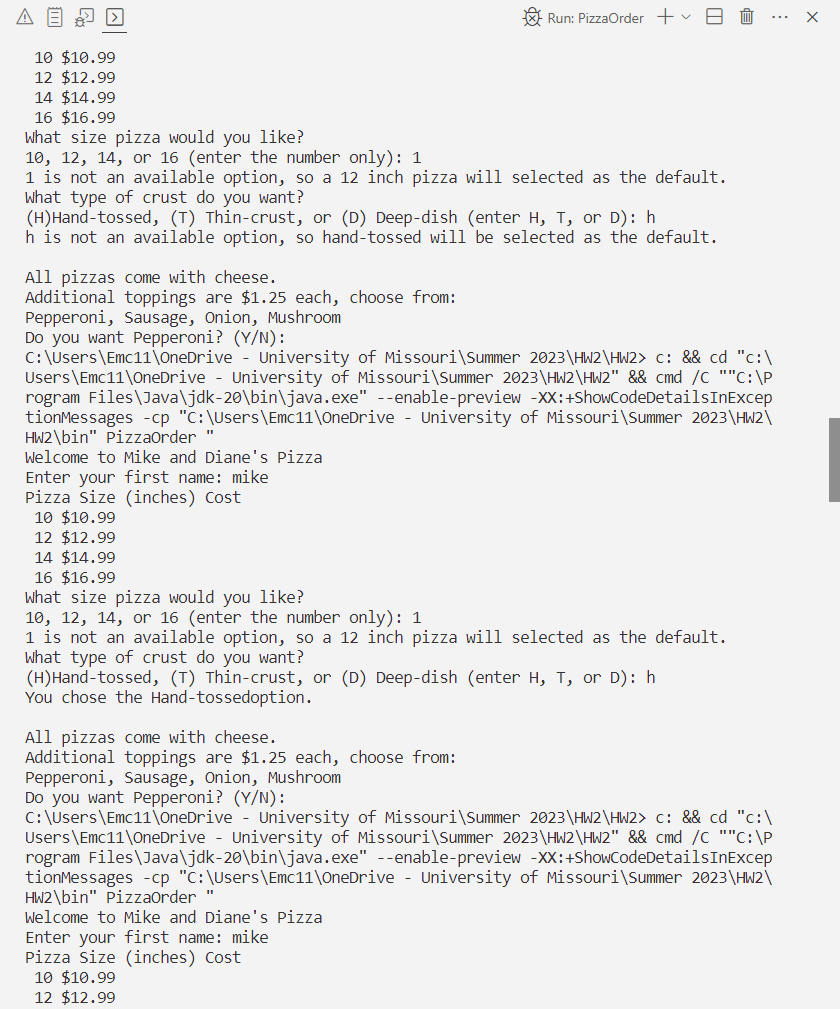 Run: PizzaOrder
10 $10.99
12 $12.99
14 $14.99
16 $16.99
What size pizza would you like?
10, 12, 14, or 16 (enter the number only): 1
1 is not an available option, so a 12 inch pizza will selected as the default.
What type of crust do you want?
(H)Hand-tossed, (T) Thin-crust, or (D) Deep-dish (enter H, T, or D): h
h is not an available option, so hand-tossed will be selected as the default.
All pizzas come with cheese.
Additional toppings are $1.25 each, choose from:
Pepperoni, Sausage, Onion, Mushroom
Do you want Pepperoni? (Y/N):
C:\Users\Emc11\OneDrive - University of Missouri\Summer 2023\HW2\HW2> c: && cd "c:\
Users\Emc11\OneDrive - University of Missouri\Summer 2023\HW2\HW2" && cmd /C ""C:\P
rogram Files\Java\jdk-20\bin\java.exe" --enable-preview -XX:+ShowCodeDetailsInExcep
tionMessages -cp "C:\Users\Emc11\OneDrive - University of Missouri\Summer 2023\HW2\
HW2\bin" PizzaOrder "
Welcome to Mike and Diane's Pizza
Enter your first name: mike
Pizza Size (inches) Cost
10 $10.99
12 $12.99
14 $14.99
16 $16.99
What size pizza would you like?
10, 12, 14, or 16 (enter the number only): 1
1 is not an available option, so a 12 inch pizza will selected as the default.
What type of crust do you want?
(H)Hand-tossed, (T) Thin-crust, or (D) Deep-dish (enter H, T, or D): h
You chose the Hand-tossedoption.
All pizzas come with cheese.
Additional toppings are $1.25 each, choose from:
Pepperoni, Sausage, Onion, Mushroom
Do you want Pepperoni? (Y/N):
C:\Users\Emc11\OneDrive - University of Missouri\Summer 2023\HW2\HW2> c: && cd "c:\
Users\Emc11\OneDrive - University of Missouri\Summer 2023\HW2\HW2" && cmd /C ""C:\P
rogram Files\Java\jdk-20\bin\java.exe" --enable-preview -XX:+ShowCodeDetailsInExcep
tionMessages -cp "C:\Users\Emc11\OneDrive - University of Missouri\Summer 2023\HW2\
HW2\bin" PizzaOrder "
Welcome to Mike and Diane's Pizza
Enter your first name: mike
Pizza Size (inches) Cost
10 $10.99
12 $12.99